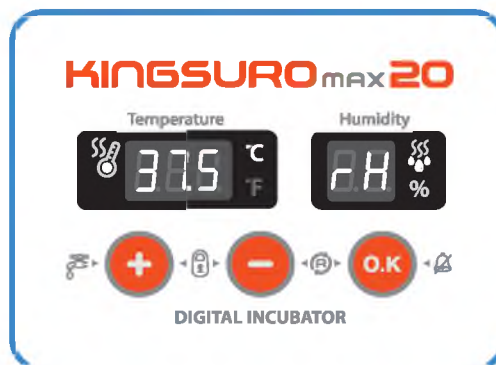 KINGSURO MAX 20
Temperature Humidity
37.5 °C °F rH %
+ - O.K
DIGITAL INCUBATOR